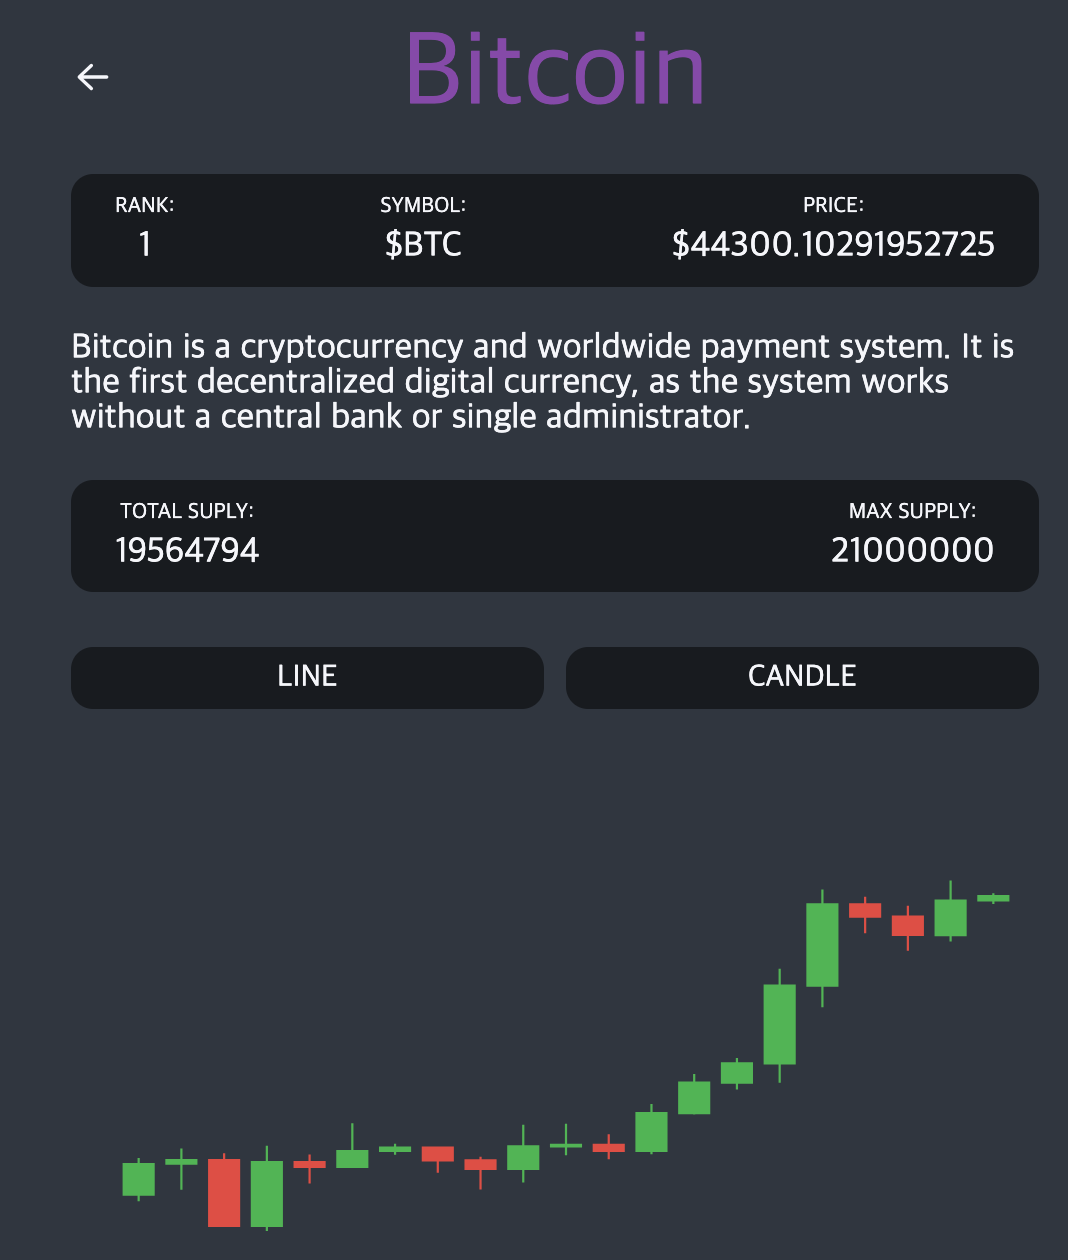 Bitcoin
RANK: SYMBOL: PRICE:
1 $BTC $44300.10291952725
Bitcoin is a cryptocurrency and worldwide payment system. It is
the first decentralized digital currency, as the system works
without a central bank or single administrator.
TOTAL SUPLY: MAX SUPPLY:
19564794 21000000
LINE CANDLE